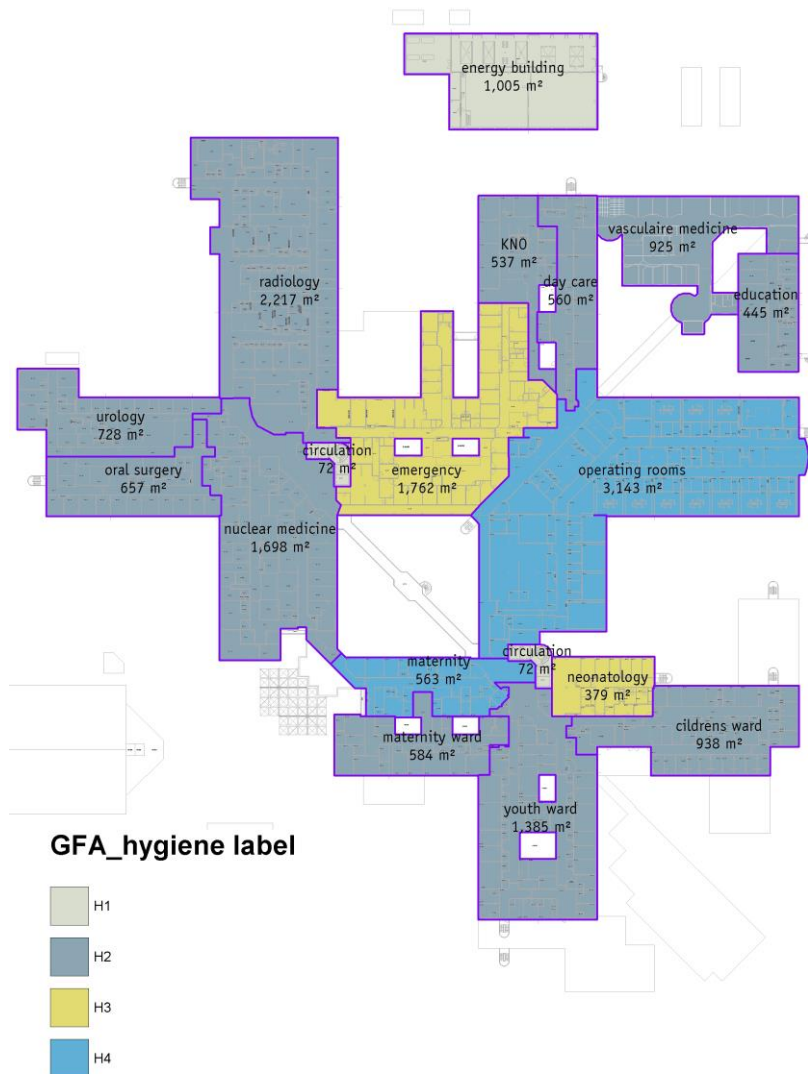 energy building
1,005 m²
KNO
537 m²
day care
560 m²
vasculaire medicine
925 m²
education
445 m²
radiology
2,217 m²
urology
728 m²
oral surgery
657 m²
circulation
72 m²
emergency
1,762 m²
operating rooms
3,143 m²
nuclear medicine
1,698 m²
maternity
563 m²
circulation
72 m²
neonatology
379 m²
maternity ward
584 m²
cildrens ward
938 m²
youth ward
1,385 m²
GFA_hygiene label
H1
H2
H3
H4